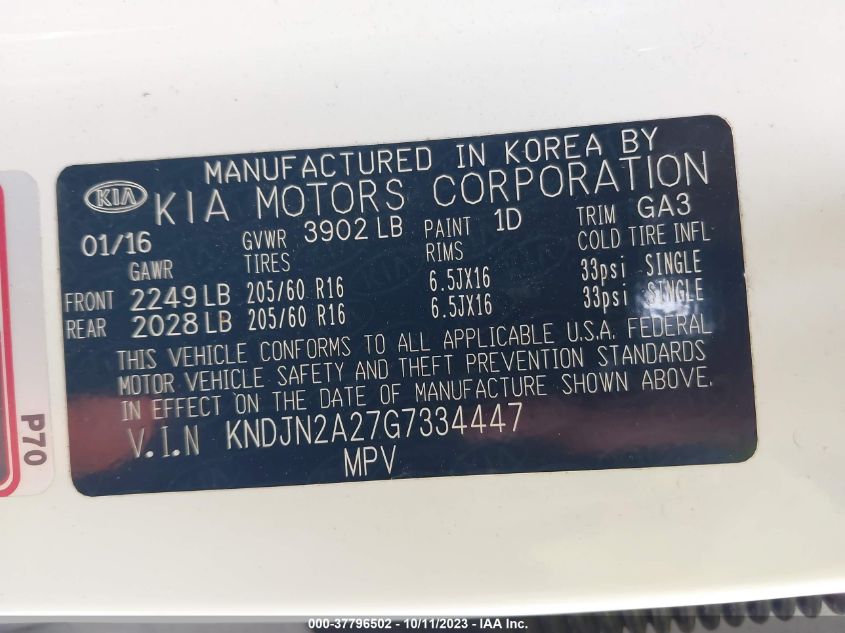 MANUFACTURED IN KOREA BY
KIA KIA MOTORS CORPORATION
01/16 GVWR 3902 LB PAINT 1D TRIM GA3
GAWR TIRES RIMS COLD TIRE INFL
FRONT 2249 LB 205/60 R16 6.5JX16 33psi SINGLE
REAR 2028 LB 205/60 R16 6.5JX16 33psi SINGLE
THIS VEHICLE CONFORMS TO ALL APPLICABLE U.S.A. FEDERAL
MOTOR VEHICLE SAFETY AND THEFT PREVENTION STANDARDS
IN EFFECT ON THE DATE OF MANUFACTURE SHOWN ABOVE.
V.I.N KNDJN2A27G7334447
MPV
P70
000-37796502 - 10/11/2023 - IAA Inc.